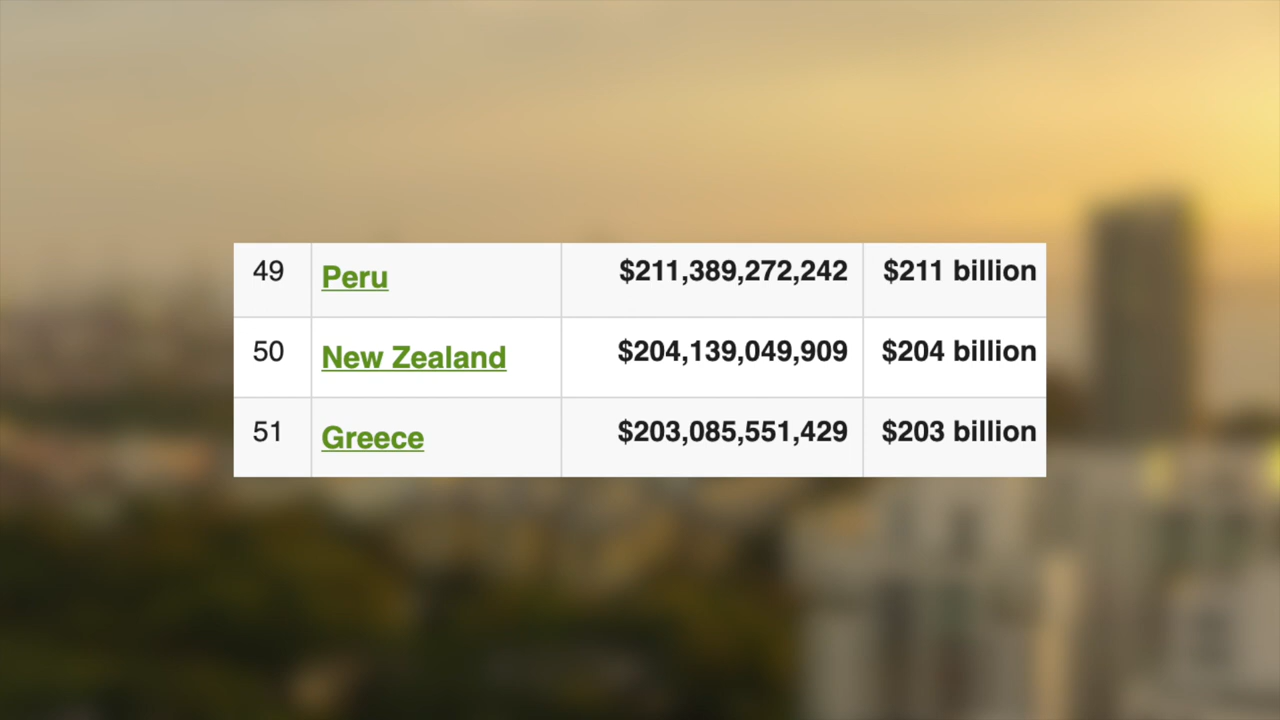 49 Peru $211,389,272,242 $211 billion
50 New Zealand $204,139,049,909 $204 billion
51 Greece $203,085,551,429 $203 billion